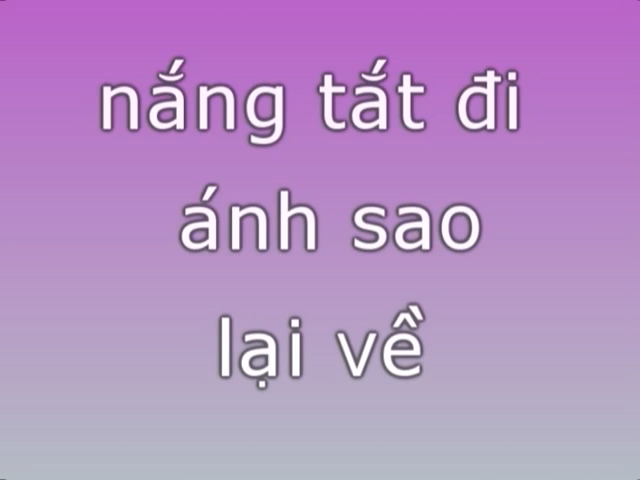 nắng tắt đi
ánh sao
lại về